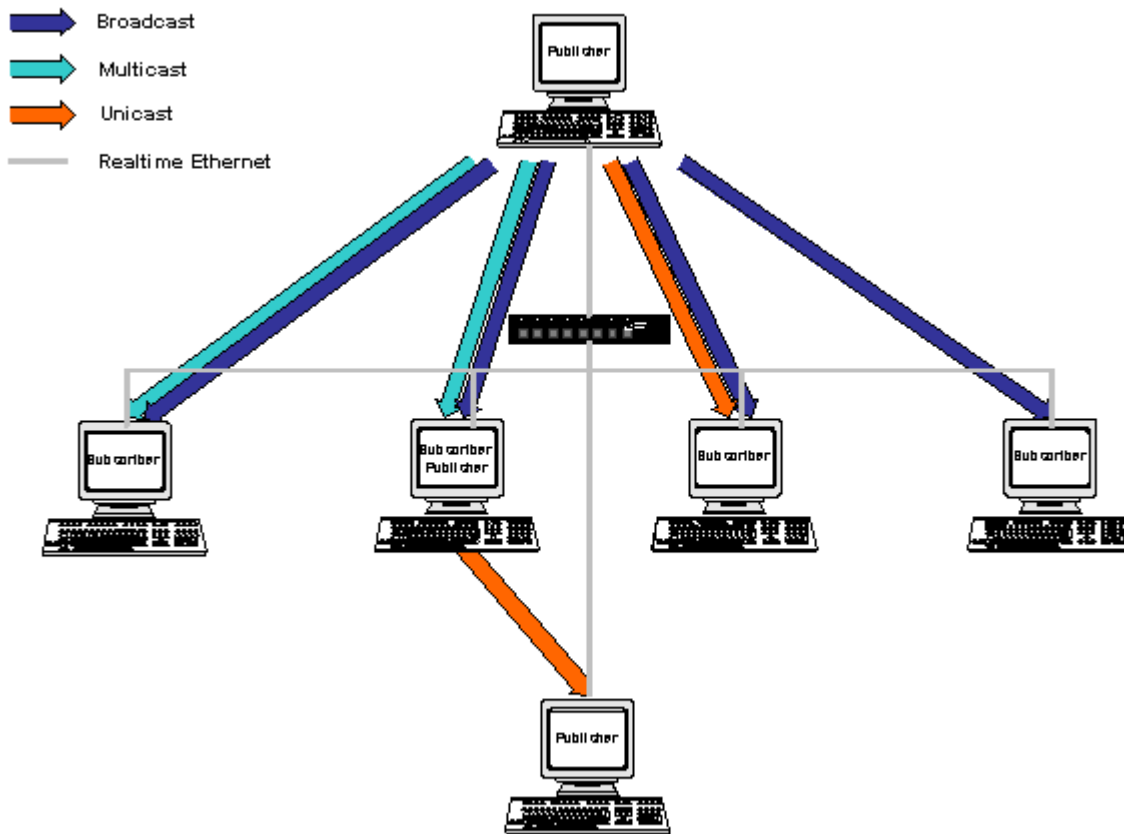 Broadcast
Multicast
Unicast
Realtime Ethernet
Publisher
Subscriber
Subscriber
Publisher
Subscriber
Subscriber
Publisher